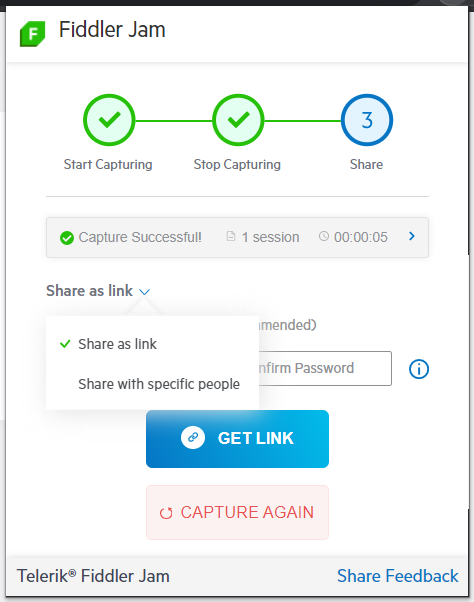 F Fiddler Jam
3
Start Capturing Stop Capturing Share
Capture Successful! 1 session 00:00:05
Share as link
mmended)
Share as link
nfirm Password
Share with specific people
GET LINK
CAPTURE AGAIN
Telerik® Fiddler Jam Share Feedback